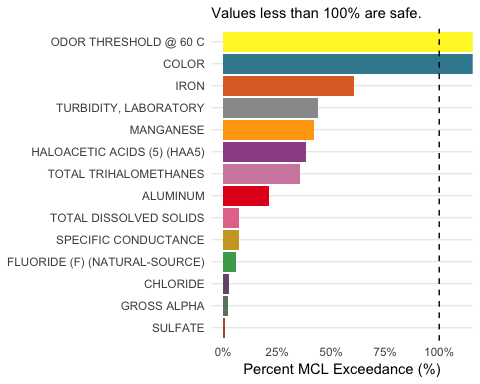 Values less than 100% are safe.
ODOR THRESHOLD @ 60 C
COLOR
IRON
TURBIDITY, LABORATORY
MANGANESE
HALOACETIC ACIDS (5) (HAA5)
TOTAL TRIHALOMETHANES
ALUMINUM
TOTAL DISSOLVED SOLIDS
SPECIFIC CONDUCTANCE
FLUORIDE (F) (NATURAL-SOURCE)
CHLORIDE
GROSS ALPHA
SULFATE
0% 25% 50% 75% 100%
Percent MCL Exceedance (%)